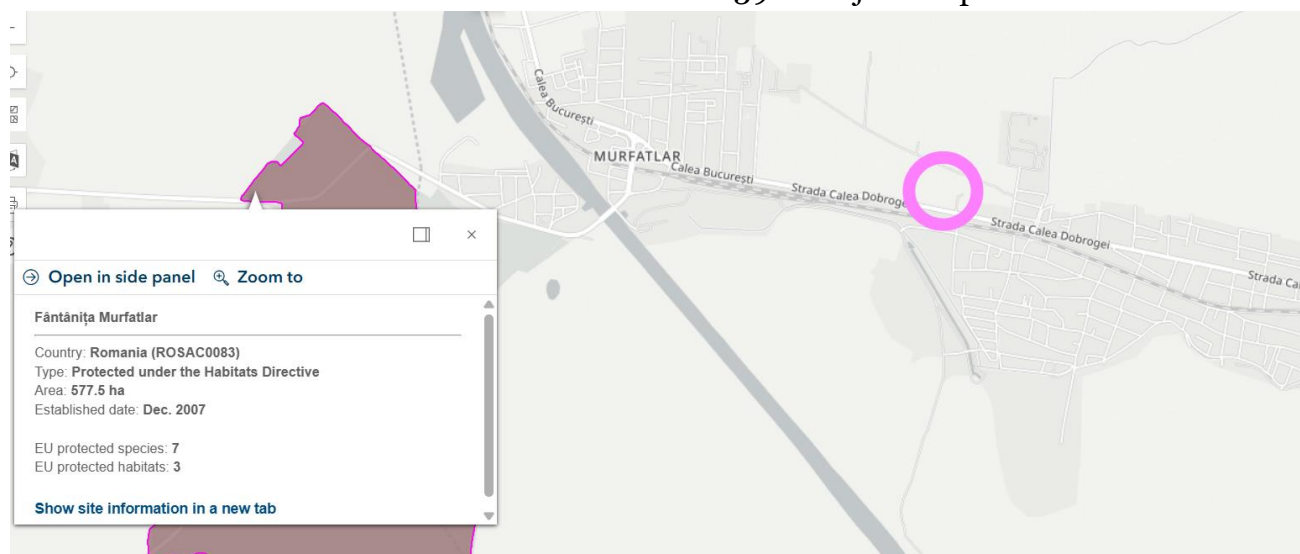 Calea București
MURFATLAR
Calea București
Strada Calea Dobroge
Strada Calea Dobrogei
Strada Ca
Open in side panel
Zoom to
Fântânița Murfatlar
Country: Romania (ROSAC0083)
Type: Protected under the Habitats Directive
Area: 577.5 ha
Established date: Dec. 2007
EU protected species: 7
EU protected habitats: 3
Show site information in a new tab